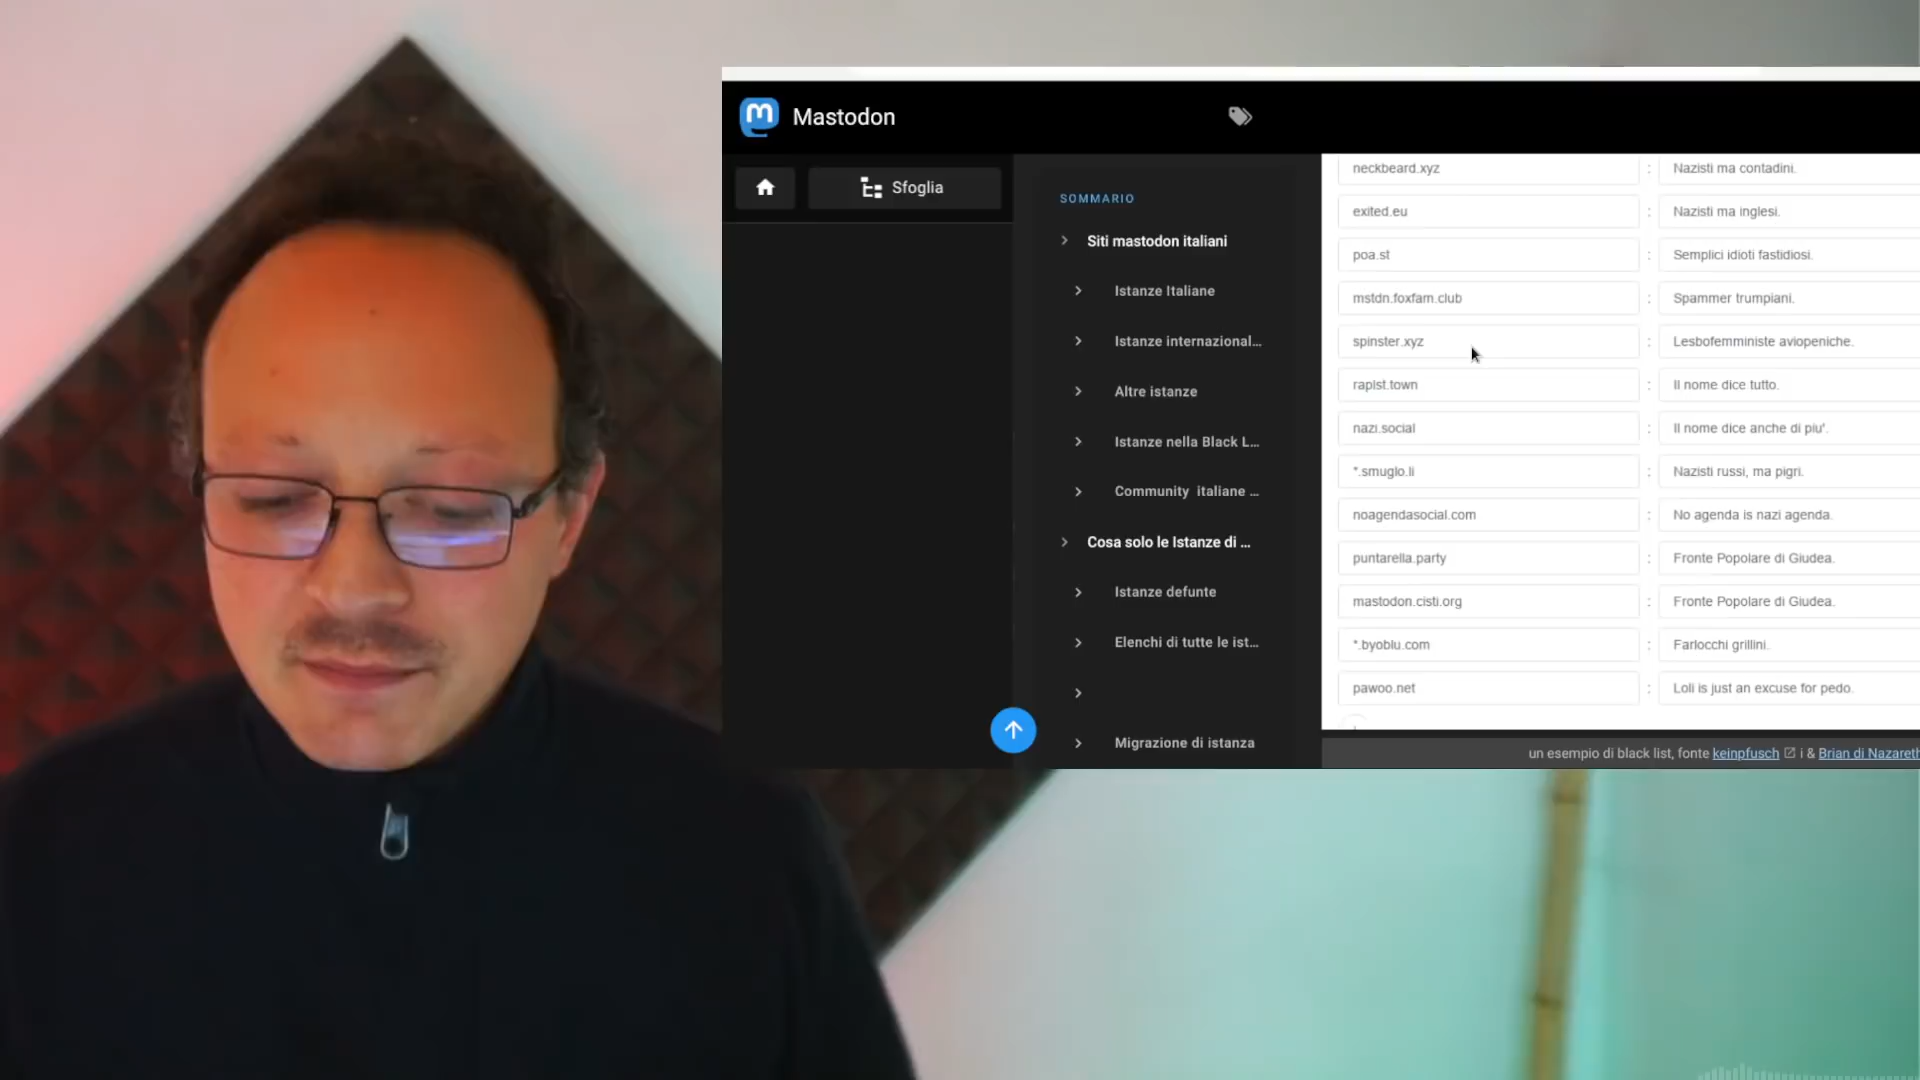 Mastodon
Sfoglia
SOMMARIO
Siti mastodon italiani
Istanze Italiane
Istanze internazional...
Altre istanze
Istanze nella Black L...
Community italiane ...
Cosa solo le Istanze di ...
Istanze defunte
Elenchi di tutte le ist...
Migrazione di istanza
neckbeard.xyz : Nazisti ma contadini.
exited.eu : Nazisti ma inglesi.
poa.st : Semplici idioti fastidiosi.
mstdn.foxfam.club : Spammer trumpiani.
spinster.xyz : Lesbofemministe aviopeniche.
rapist.town : Il nome dice tutto.
nazi.social : Il nome dice anche di piu'.
*.smuglo.li : Nazisti russi, ma pigri.
noagendasocial.com : No agenda is nazi agenda.
puntarella.party : Fronte Popolare di Giudea.
mastodon.cisti.org : Fronte Popolare di Giudea.
*.byoblu.com : Farlocchi grillini.
pawoo.net : Loli is just an excuse for pedo.
un esempio di black list, fonte keinpfusch i & Brian di Nazareth